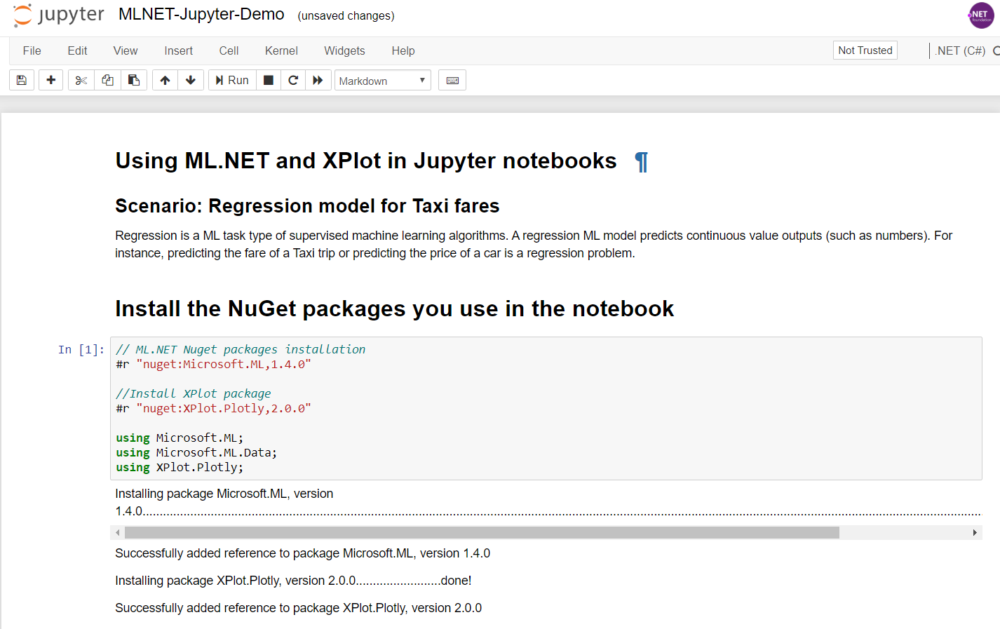 jupyter MLNET-Jupyter-Demo (unsaved changes)
.NET foundation
File Edit View Insert Cell Kernel Widgets Help Not Trusted .NET (C#)
Run Markdown
Using ML.NET and XPlot in Jupyter notebooks ¶
Scenario: Regression model for Taxi fares
Regression is a ML task type of supervised machine learning algorithms. A regression ML model predicts continuous value outputs (such as numbers). For
instance, predicting the fare of a Taxi trip or predicting the price of a car is a regression problem.
Install the NuGet packages you use in the notebook
In [1]: // ML.NET Nuget packages installation
#r "nuget:Microsoft.ML,1.4.0"
//Install XPlot package
#r "nuget:XPlot.Plotly,2.0.0"
using Microsoft.ML;
using Microsoft.ML.Data;
using XPlot.Plotly;
Installing package Microsoft.ML, version
1.4.0....................................................................................................
Successfully added reference to package Microsoft.ML, version 1.4.0
Installing package XPlot.Plotly, version 2.0.0.........................done!
Successfully added reference to package XPlot.Plotly, version 2.0.0